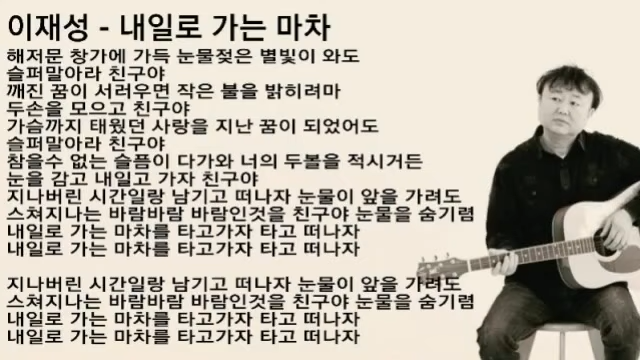 이재성 - 내일로 가는 마차
해저문 창가에 가득 눈물젖은 별빛이 와도
슬퍼말아라 친구야
깨진 꿈이 서러우면 작은 불을 밝히려마
두손을 모으고 친구야
가슴까지 태웠던 사랑을 지난 꿈이 되었어도
슬퍼말아라 친구야
참을수 없는 슬픔이 다가와 너의 두볼을 적시거든
눈을 감고 내일고 가자 친구야
지나버린 시간일랑 남기고 떠나자 눈물이 앞을 가려도
스쳐지나는 바람바람 바람인것을 친구야 눈물을 숨기렴
내일로 가는 마차를 타고가자 타고 떠나자
내일로 가는 마차를 타고가자 타고 떠나자
지나버린 시간일랑 남기고 떠나자 눈물이 앞을 가려도
스쳐지나는 바람바람 바람인것을 친구야 눈물을 숨기렴
내일로 가는 마차를 타고가자 타고 떠나자
내일로 가는 마차를 타고가자 타고 떠나자